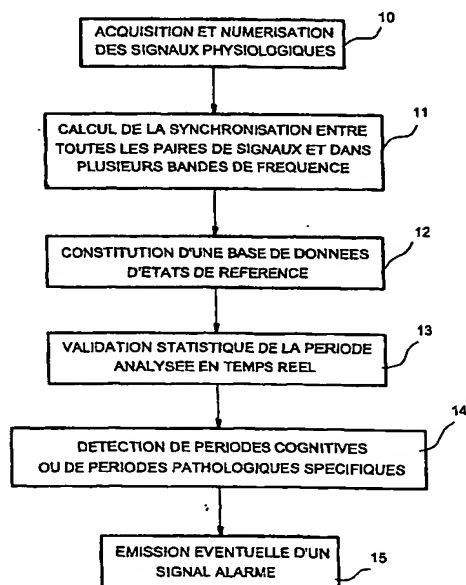 ACQUISITION ET NUMERISATION
DES SIGNAUX PHYSIOLOGIQUES
10
CALCUL DE LA SYNCHRONISATION ENTRE
TOUTES LES PAIRES DE SIGNAUX ET DANS
PLUSIEURS BANDES DE FREQUENCE
11
CONSTITUTION D'UNE BASE DE DONNEES
D'ETATS DE REFERENCE
12
VALIDATION STATISTIQUE DE LA PERIODE
ANALYSEE EN TEMPS REEL
13
DETECTION DE PERIODES COGNITIVES
OU DE PERIODES PATHOLOGIQUES SPECIFIQUES
14
EMISSION EVENTUELLE D'UN
SIGNAL ALARME
15